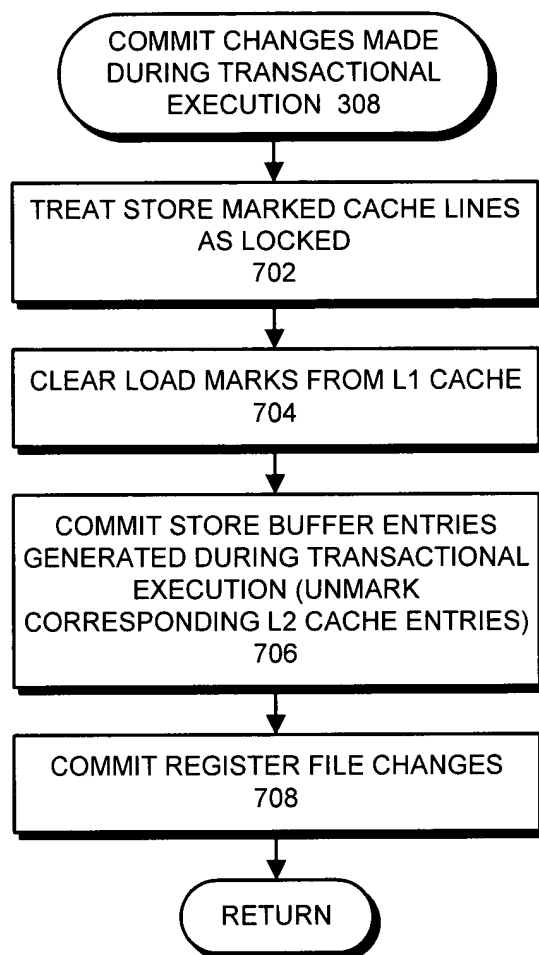 COMMIT CHANGES MADE
DURING TRANSACTIONAL
EXECUTION 308
TREAT STORE MARKED CACHE LINES
AS LOCKED
702
CLEAR LOAD MARKS FROM L1 CACHE
704
COMMIT STORE BUFFER ENTRIES
GENERATED DURING TRANSACTIONAL
EXECUTION (UNMARK
CORRESPONDING L2 CACHE ENTRIES)
706
COMMIT REGISTER FILE CHANGES
708
RETURN